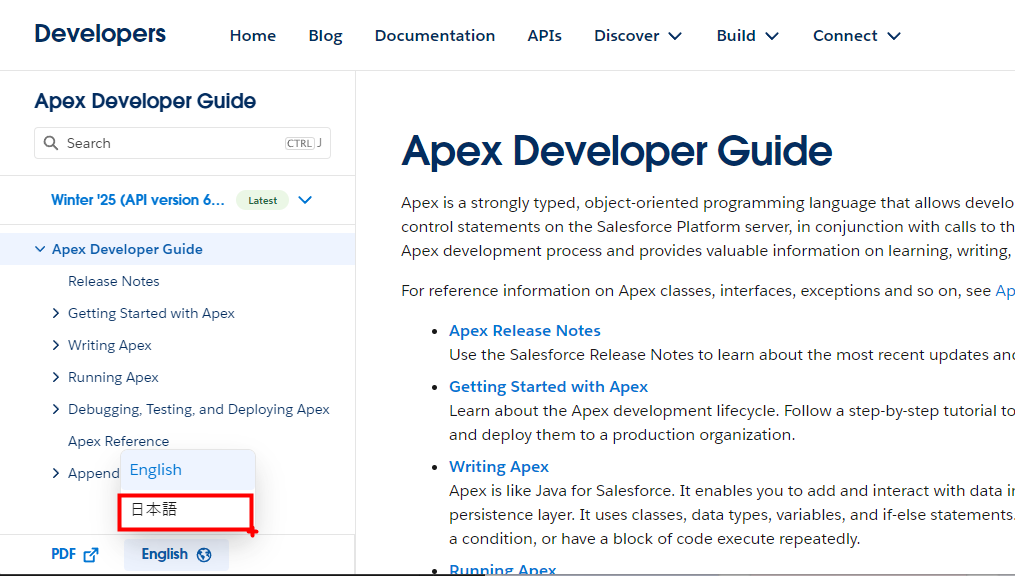 Developers
Home Blog Documentation APIs Discover Build Connect
Apex Developer Guide
Search CTRL J
Winter '25 (API version 6... Latest
Apex Developer Guide
Release Notes
Getting Started with Apex
Writing Apex
Running Apex
Debugging, Testing, and Deploying Apex
Apex Reference
Append
English
日本語
PDF English
Apex Developer Guide
Apex is a strongly typed, object-oriented programming language that allows develo
control statements on the Salesforce Platform server, in conjunction with calls to th
Apex development process and provides valuable information on learning, writing,
For reference information on Apex classes, interfaces, exceptions and so on, see Ap
• Apex Release Notes
Use the Salesforce Release Notes to learn about the most recent updates and
• Getting Started with Apex
Learn about the Apex development lifecycle. Follow a step-by-step tutorial to
and deploy them to a production organization.
• Writing Apex
Apex is like Java for Salesforce. It enables you to add and interact with data in
persistence layer. It uses classes, data types, variables, and if-else statements.
a condition, or have a block of code execute repeatedly.
• Running Apex